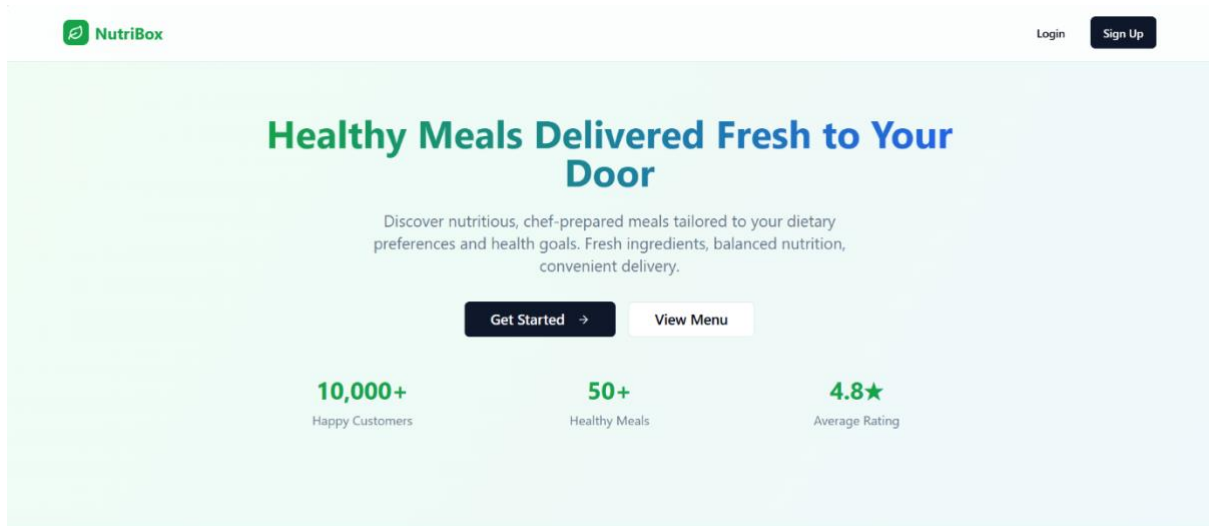 NutriBox
Login
Sign Up
Healthy Meals Delivered Fresh to Your
Door
Discover nutritious, chef-prepared meals tailored to your dietary
preferences and health goals. Fresh ingredients, balanced nutrition,
convenient delivery.
Get Started →
View Menu
10,000+
Happy Customers
50+
Healthy Meals
4.8★
Average Rating